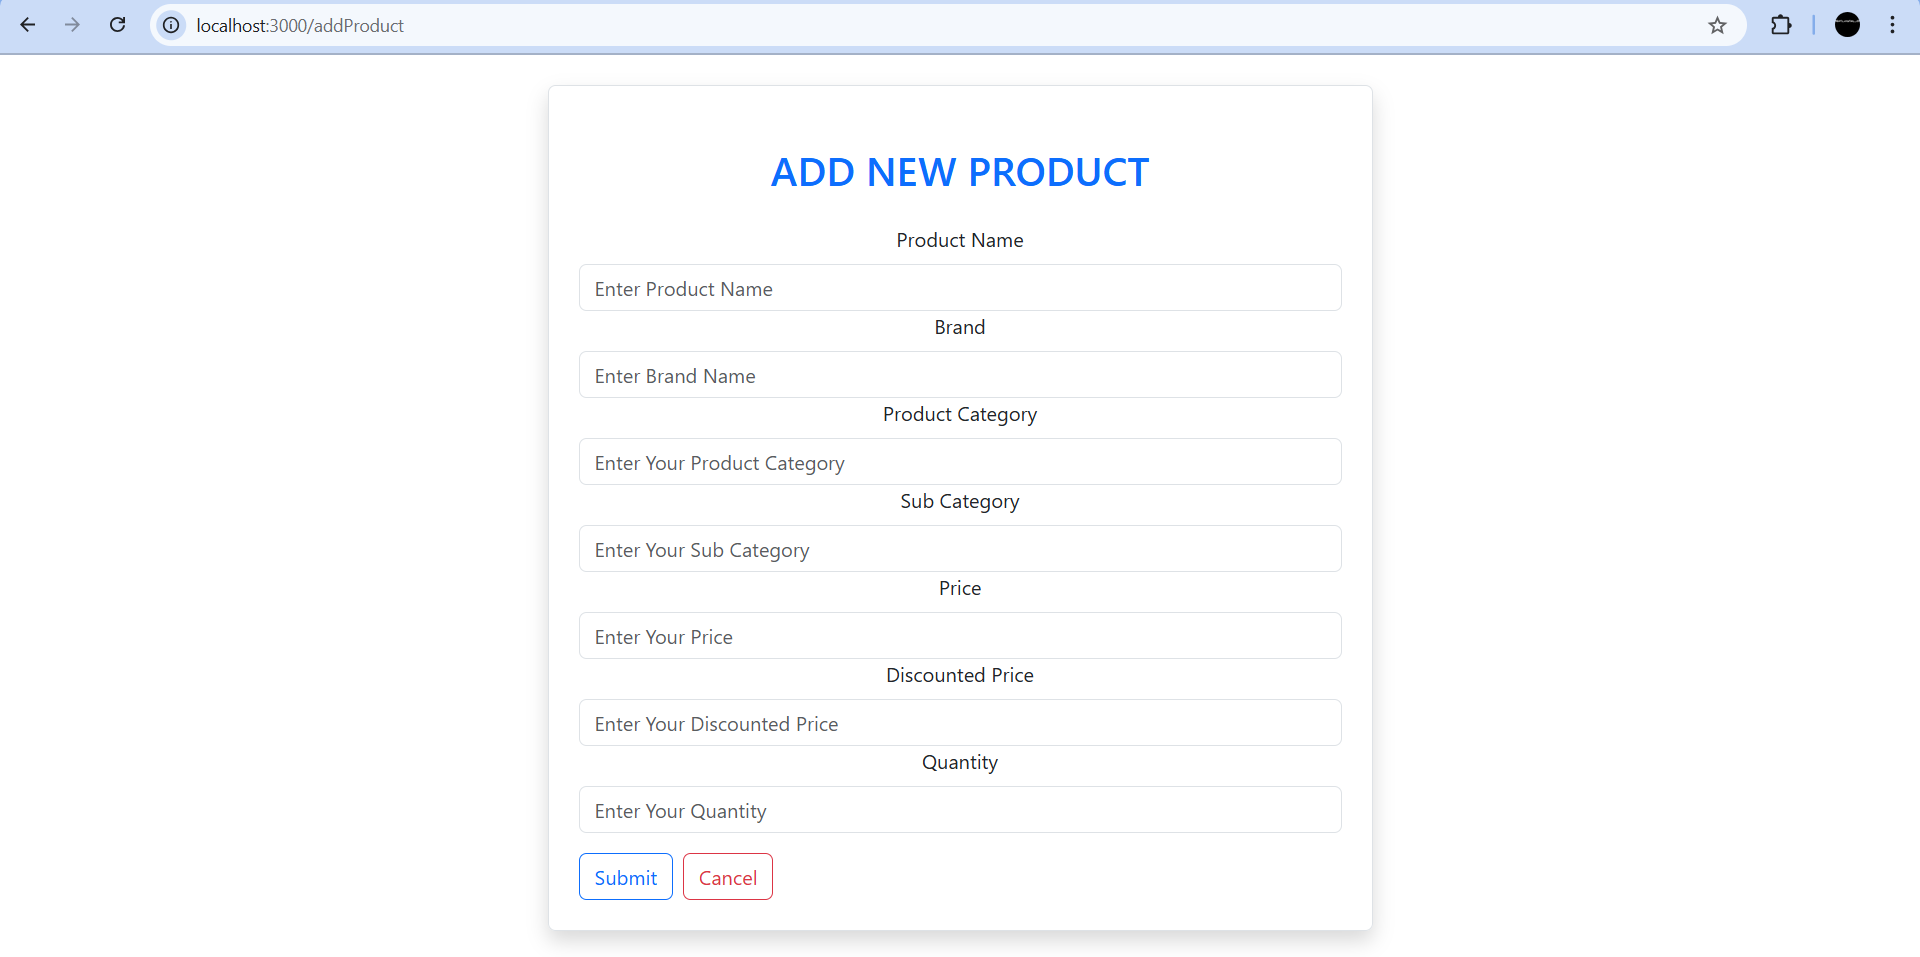 localhost:3000/addProduct
ADD NEW PRODUCT
Product Name
Enter Product Name
Brand
Enter Brand Name
Product Category
Enter Your Product Category
Sub Category
Enter Your Sub Category
Price
Enter Your Price
Discounted Price
Enter Your Discounted Price
Quantity
Enter Your Quantity
Submit Cancel